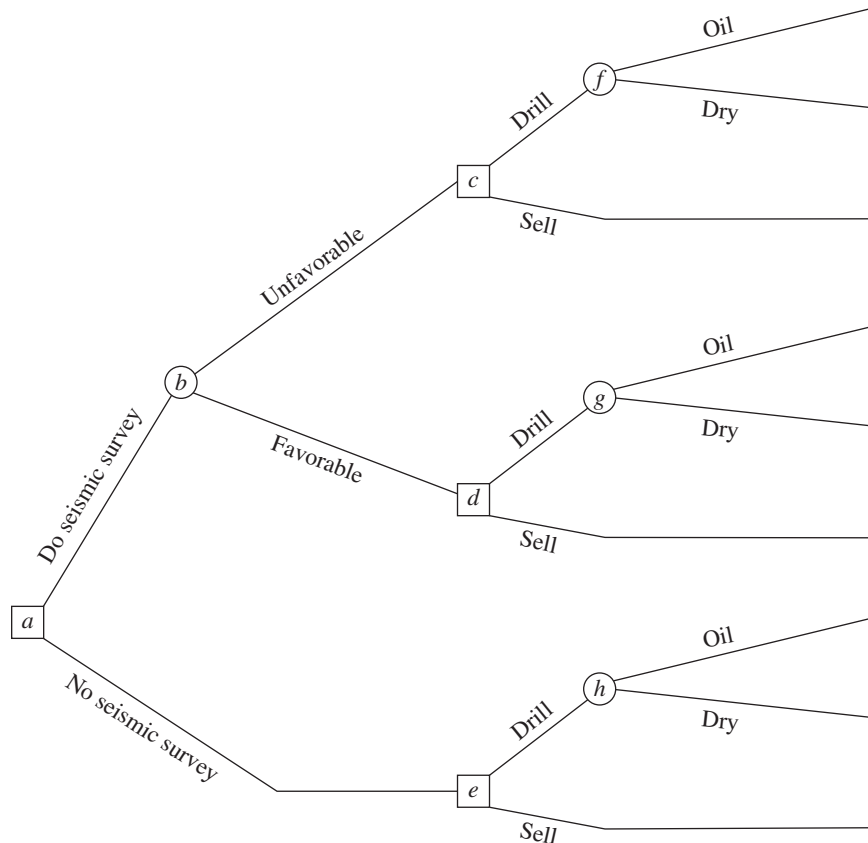 Oil
f
Drill
Dry
c
Sell
Unfavorable
Oil
b
g
Drill
Dry
Favorable
d
Do seismic survey
Sell
a
Oil
No seismic survey
h
Drill
Dry
e
Sell